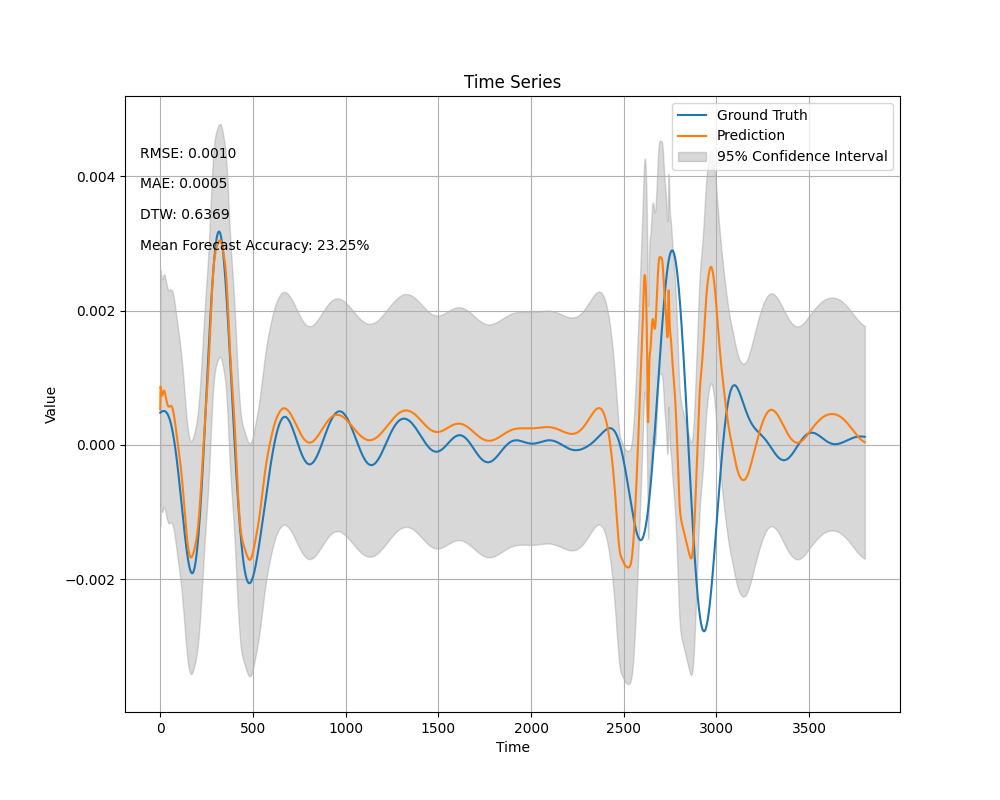 Time Series
Ground Truth
Prediction
95% Confidence Interval
RMSE: 0.0010
MAE: 0.0005
DTW: 0.6369
Mean Forecast Accuracy: 23.25%
Value
0.004
0.002
0.000
−0.002
0 500 1000 1500 2000 2500 3000 3500
Time